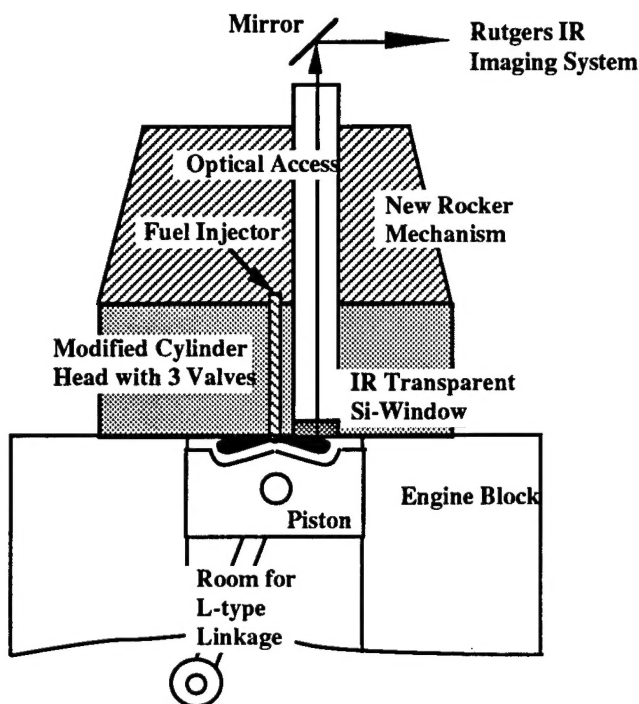 Mirror
Rutgers IR
Imaging System
Optical Access
New Rocker
Mechanism
Fuel Injector
Modified Cylinder
Head with 3 Valves
IR Transparent
Si-Window
Engine Block
Piston
Room for
L-type
Linkage